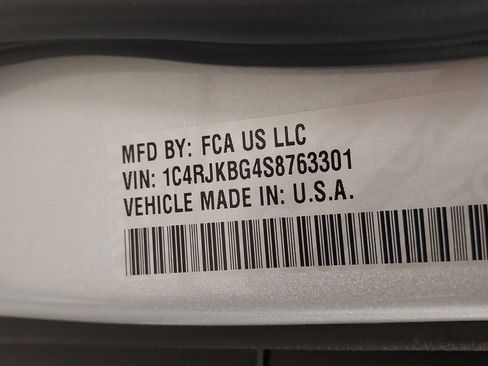 MFD BY: FCA US LLC
VIN: 1C4RJKBG4S8763301
VEHICLE MADE IN: U.S.A.